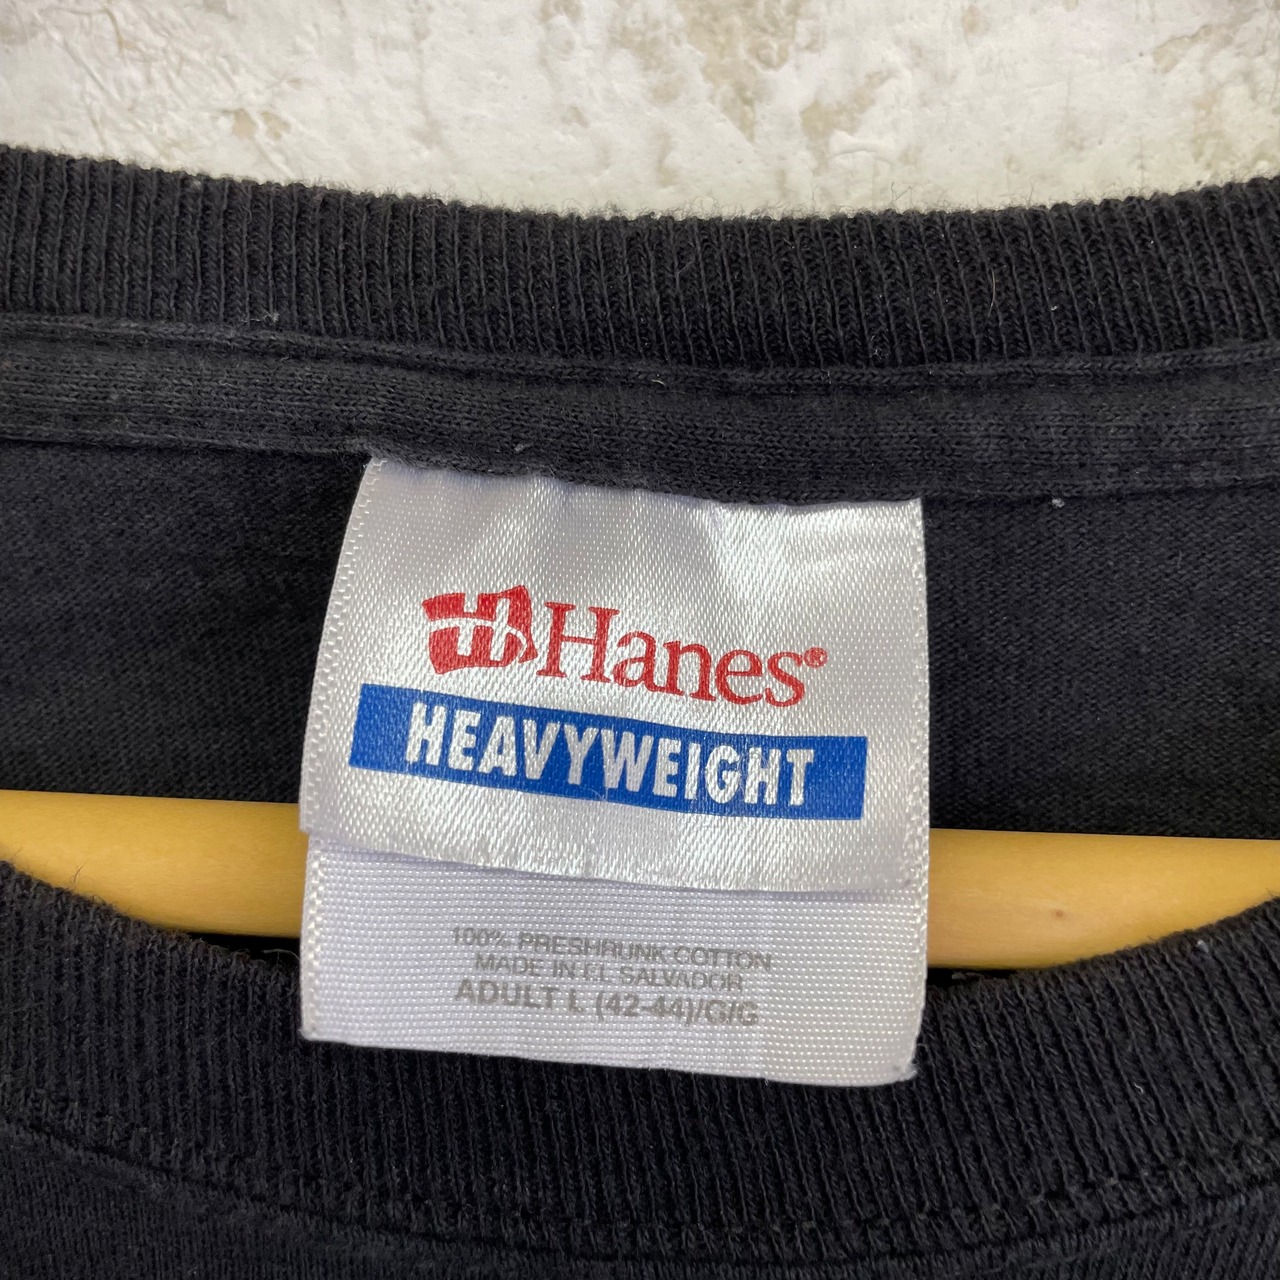 Hanes®
HEAVYWEIGHT
100% PRESHRUNK COTTON
MADE IN EL SALVADOR
ADULT L (42-44)/G/G